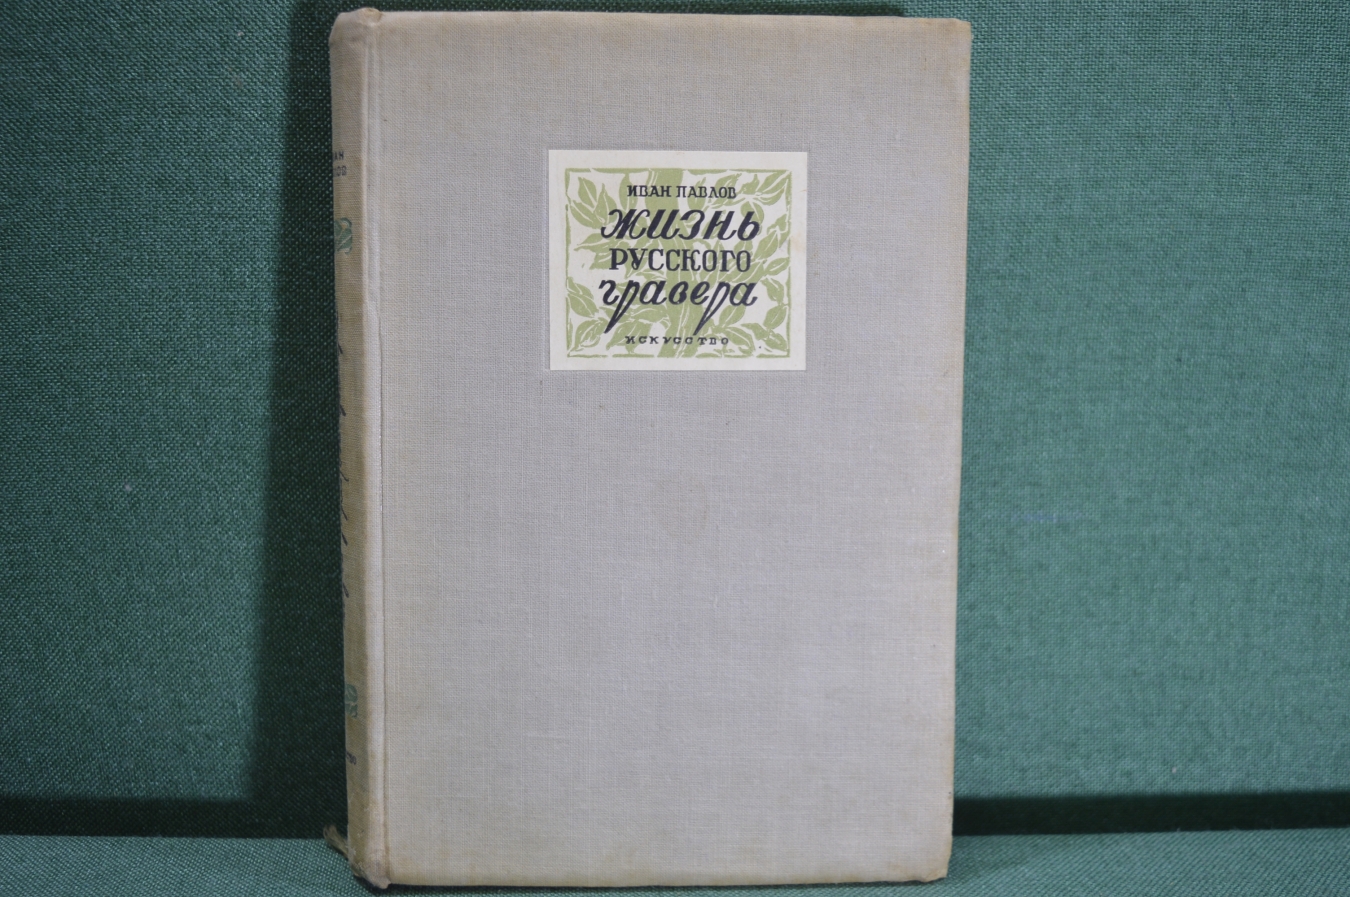 ИВАН ПАВЛОВ
ЖИЗНЬ
РУССКОГО
гравера
ИСКУССТВО